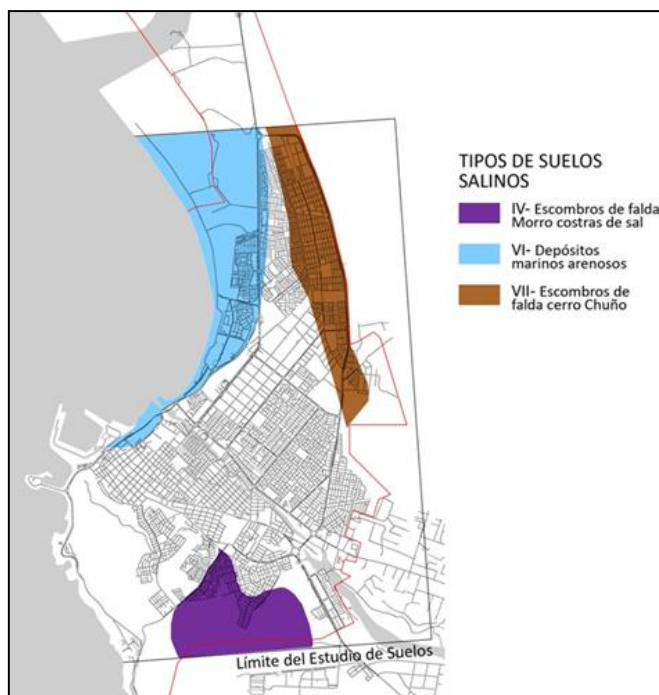 TIPOS DE SUELOS
SALINOS
IV- Escombros de falda
Morro costras de sal
VI- Depósitos
marinos arenosos
VII- Escombros de
falda cerro Chuño
Límite del Estudio de Suelos